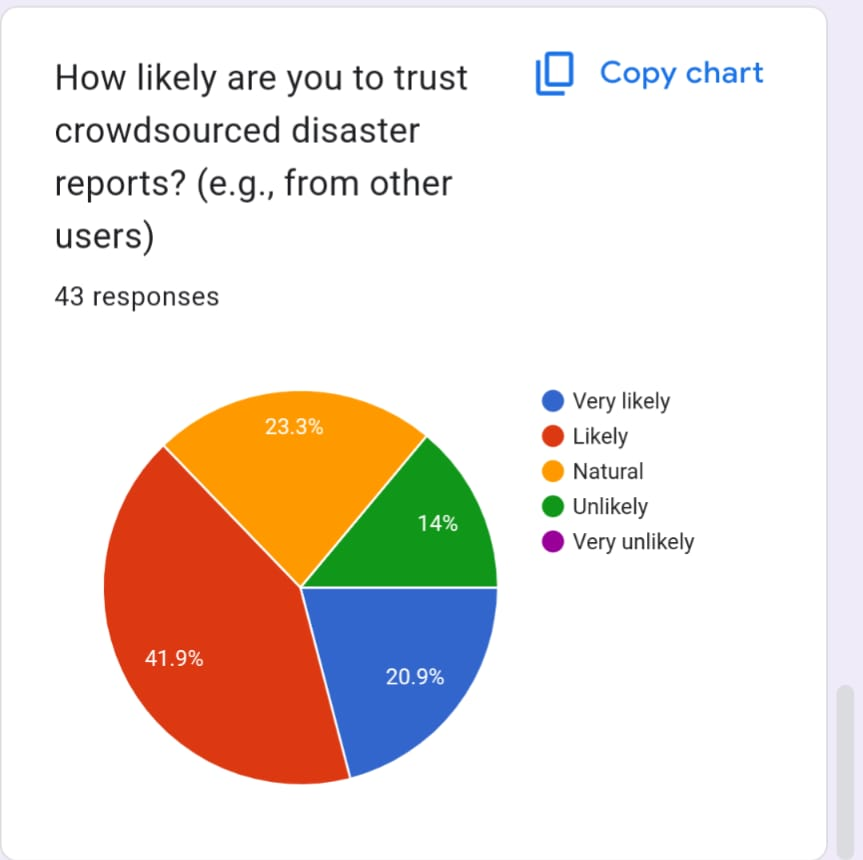 How likely are you to trust
crowdsourced disaster
reports? (e.g., from other
users)
Copy chart
43 responses
23.3%
14%
41.9%
20.9%
Very likely
Likely
Natural
Unlikely
Very unlikely